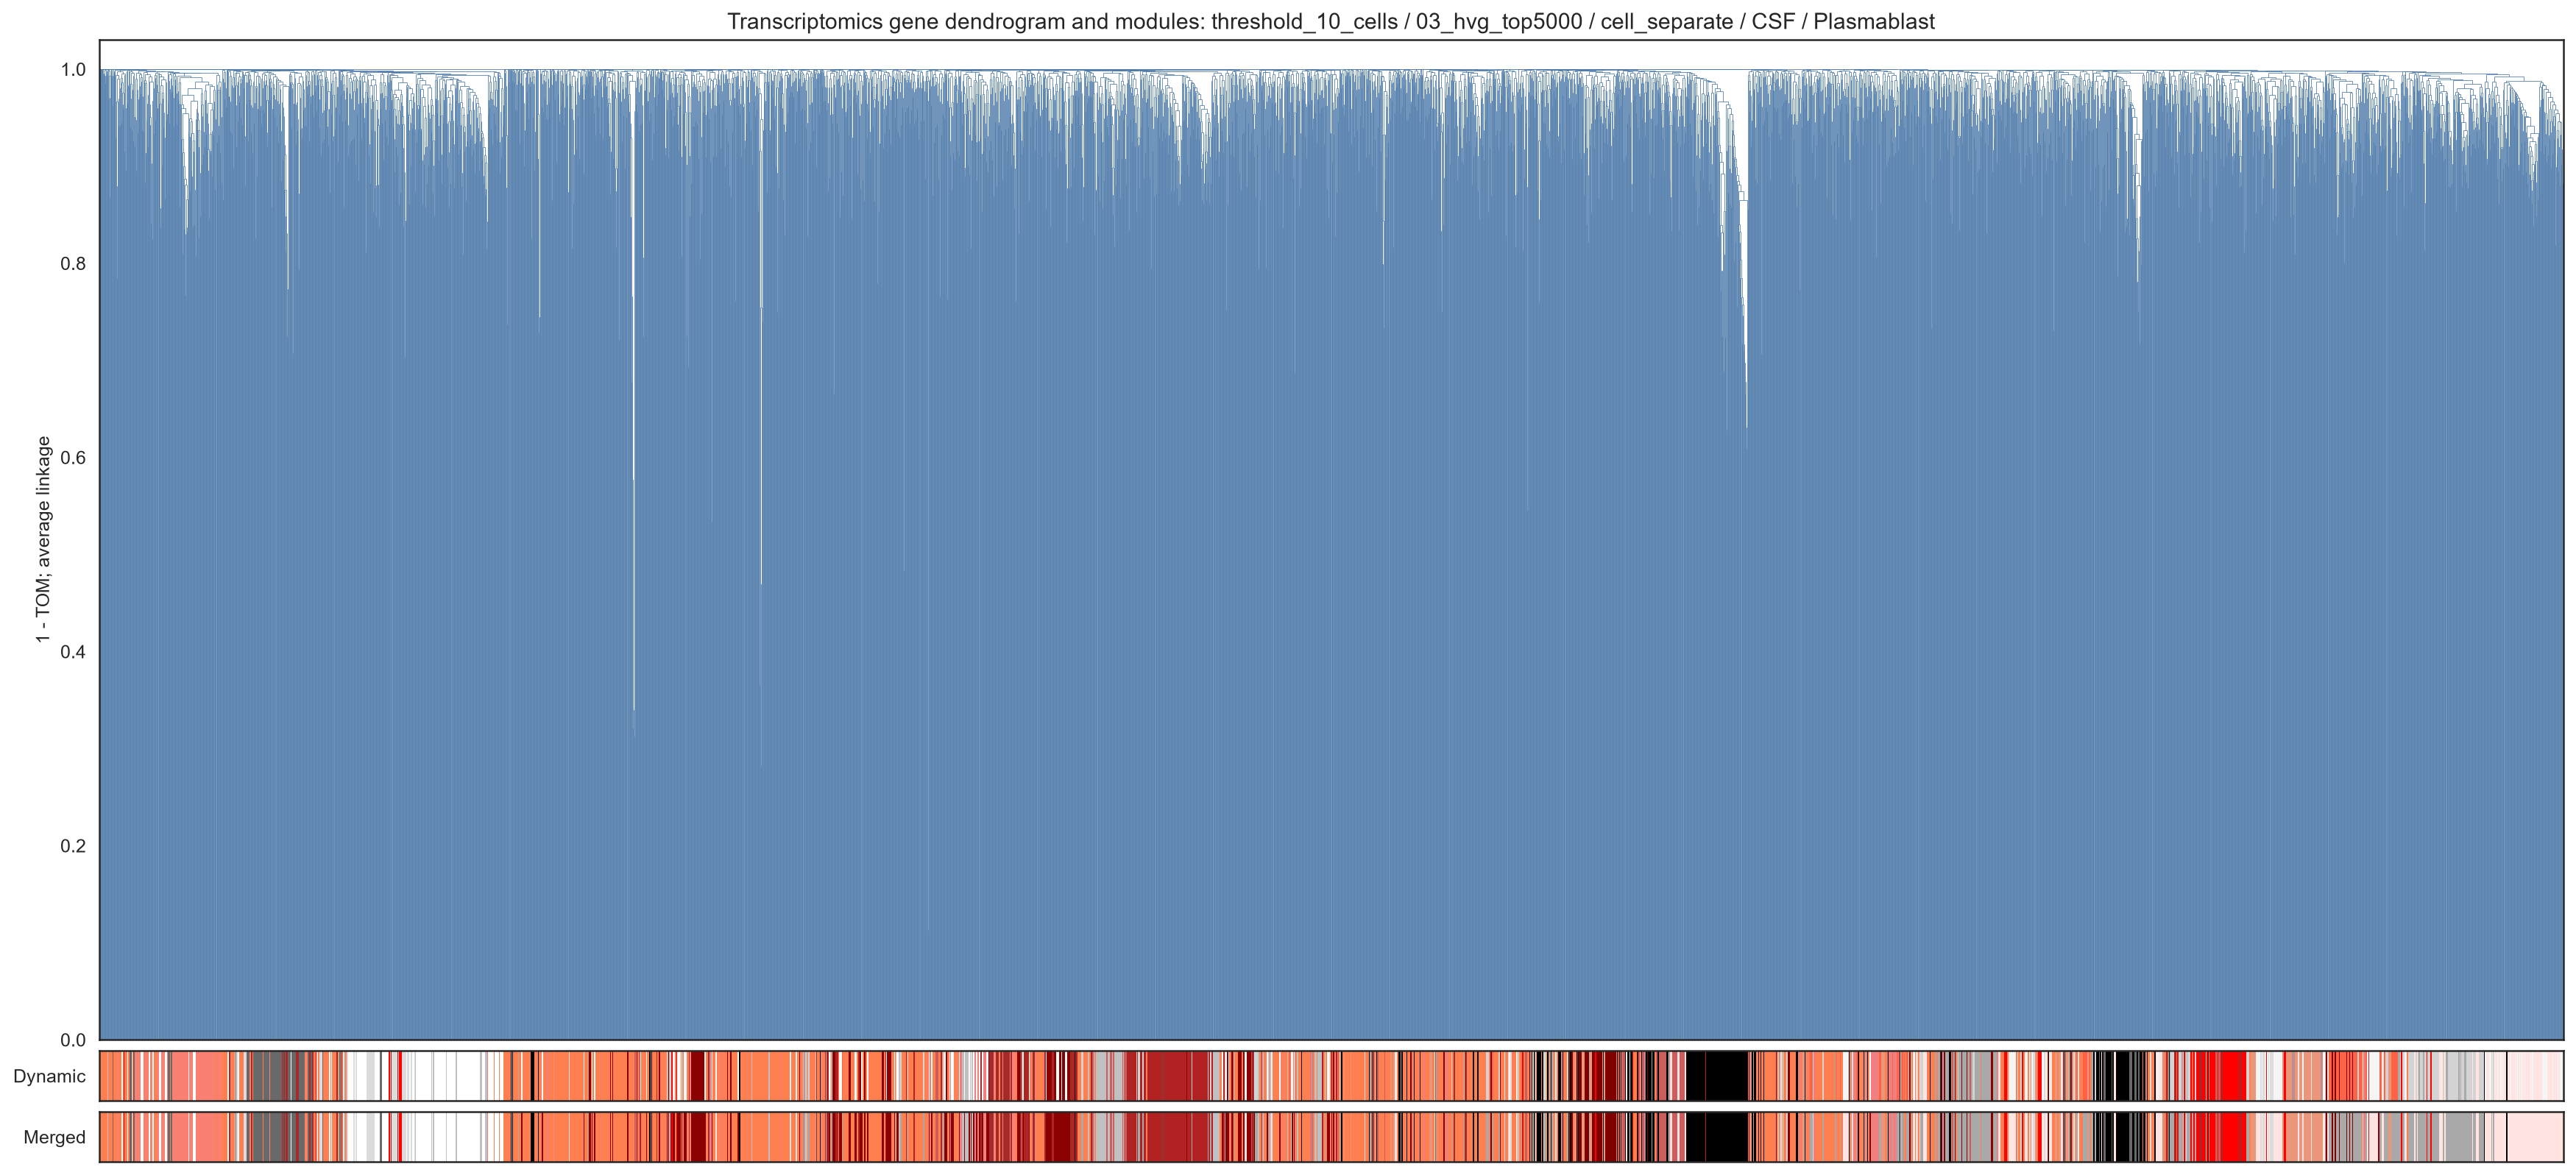 Transcriptomics gene dendrogram and modules: threshold_10_cells / 03_hvg_top5000 / cell_separate / CSF / Plasmablast
1.0
0.8
0.6
0.4
0.2
0.0
1 - TOM; average linkage
Dynamic
Merged